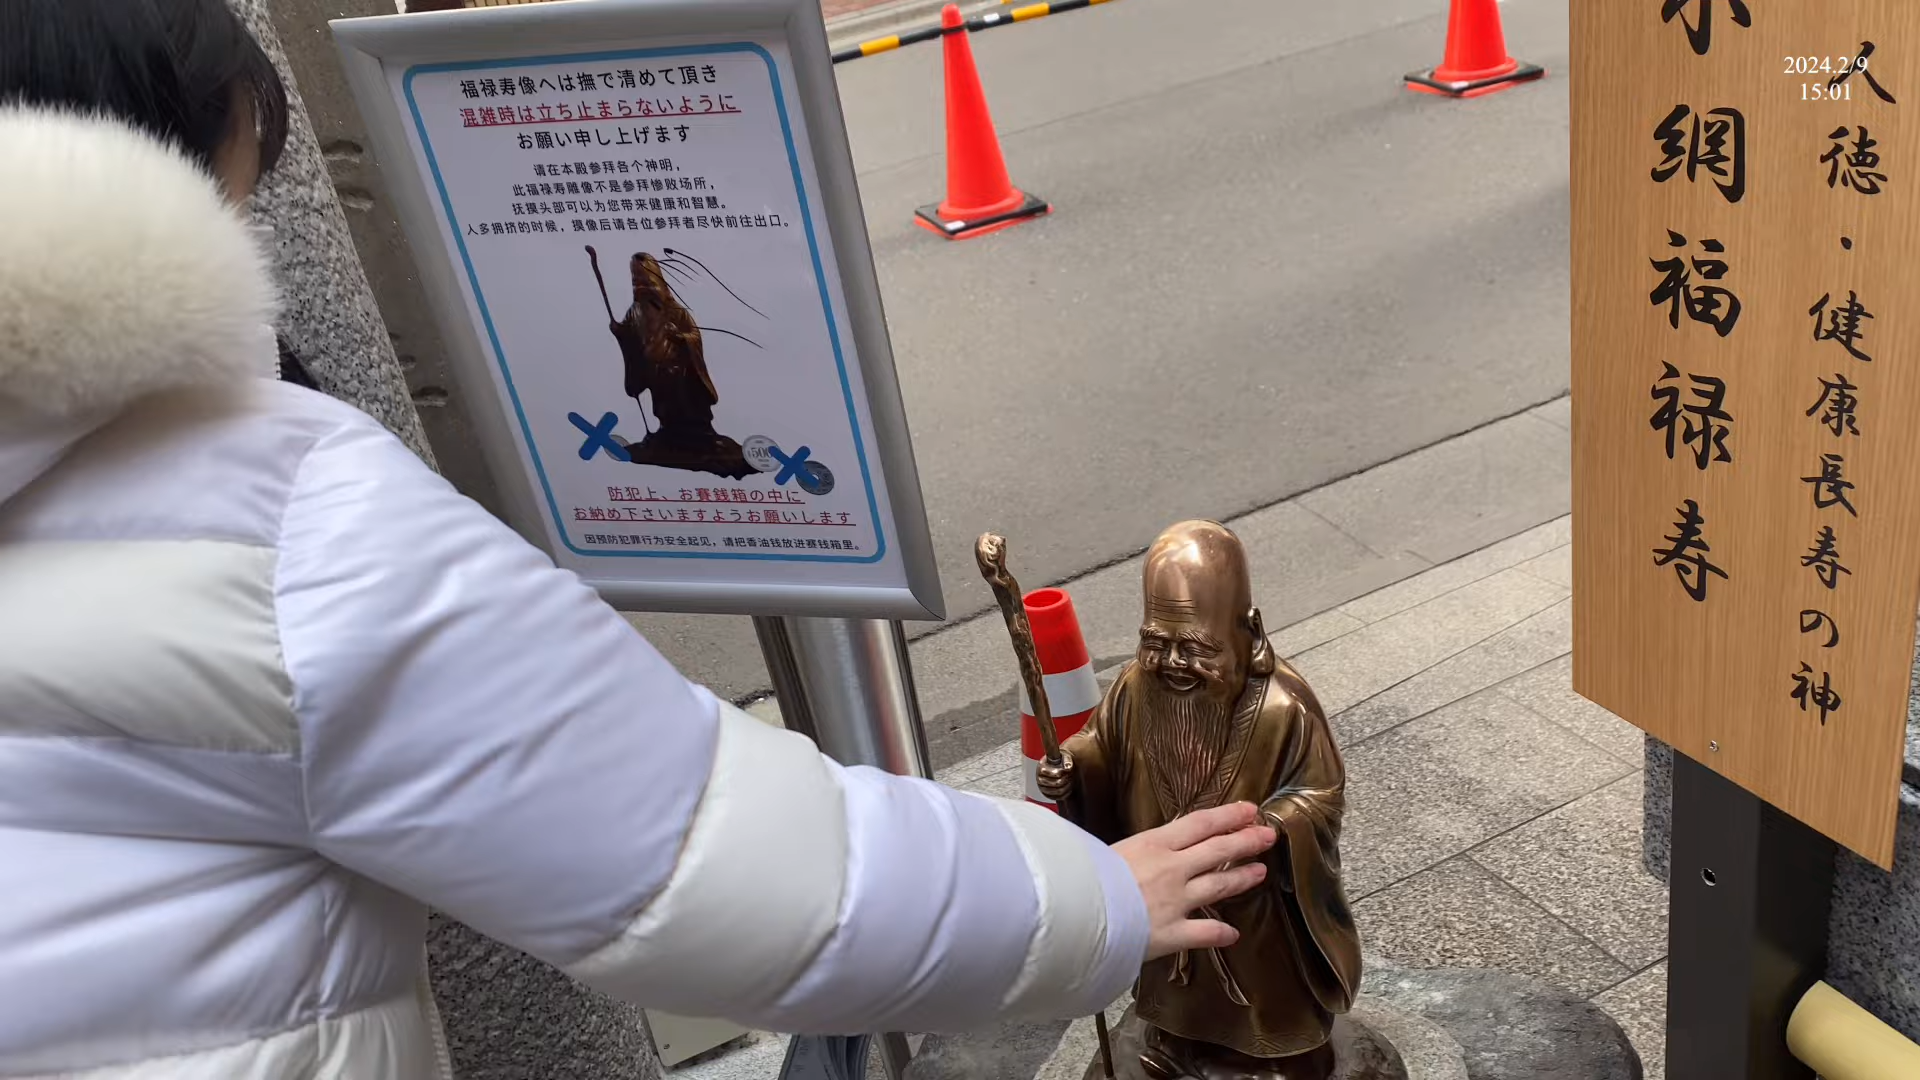 福禄寿像へは撫で清めて頂き
混雑時は立ち止まらないように
お願い申し上げます
请在本殿参拜各个神明，
此福禄寿雕像不是参拜惨败场所，
抚摸头部可以为您带来健康和智慧。
人多拥挤的时候，摸像后请各位参拜者尽快前往出口。
500
防犯上、お賽銭箱の中に
お納め下さいますようお願いします
因预防犯罪行为安全起见，请把香油钱放进赛钱箱里。
人徳・健康長寿の神
網福禄寿
2024.2/9
15:01